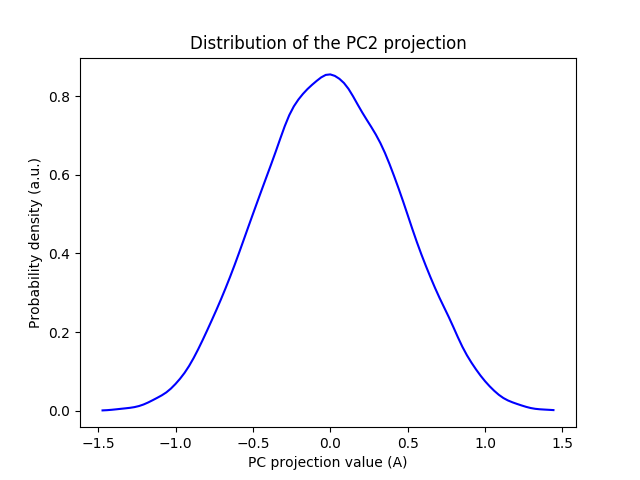 Distribution of the PC2 projection
Probability density (a.u.)
0.8
0.6
0.4
0.2
0.0
−1.5 −1.0 −0.5 0.0 0.5 1.0 1.5
PC projection value (A)